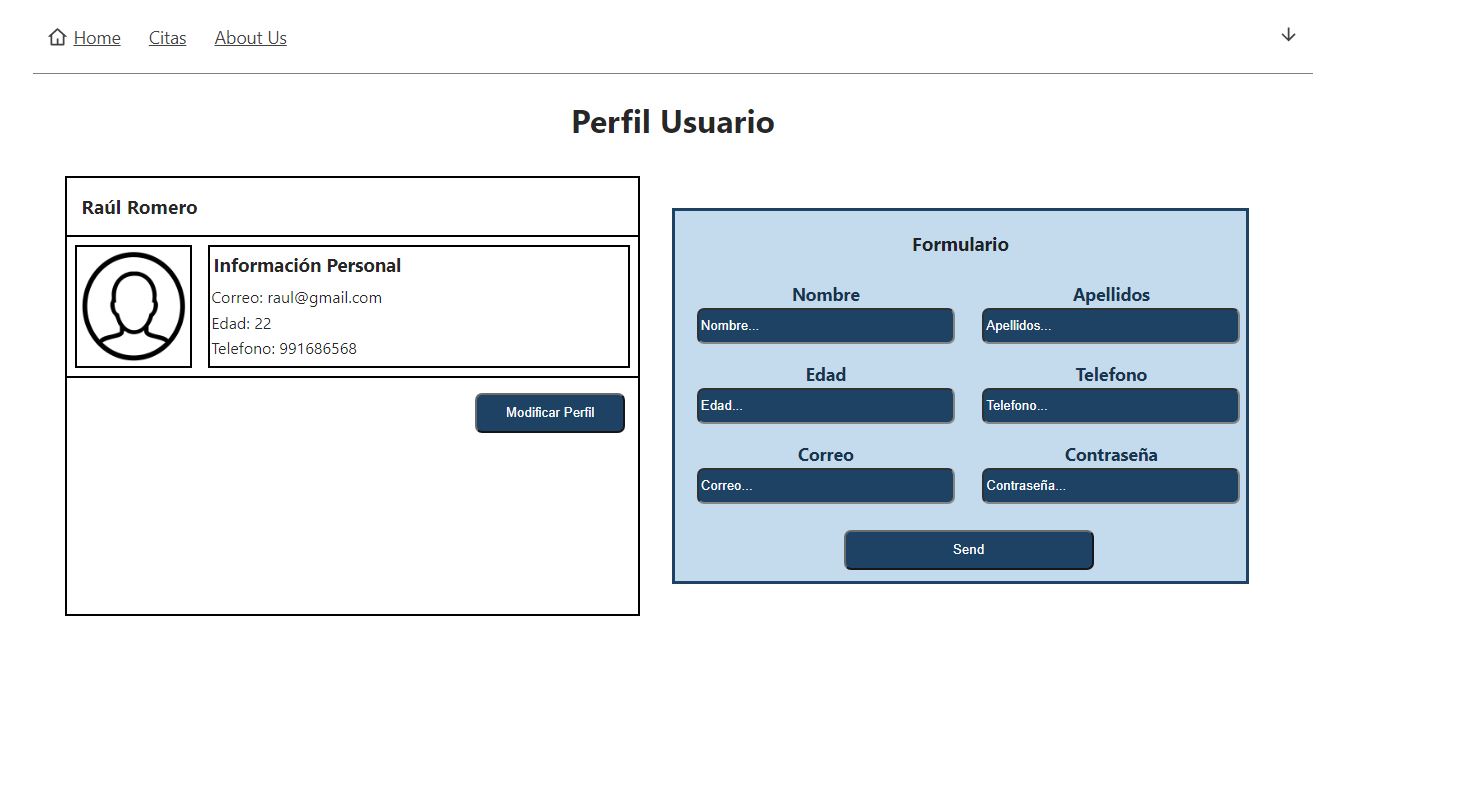 Home Citas About Us
Perfil Usuario
Raúl Romero
Información Personal
Correo: raul@gmail.com
Edad: 22
Telefono: 991686568
Modificar Perfil
Formulario
Nombre Apellidos
Nombre... Apellidos...
Edad Telefono
Edad... Telefono...
Correo Contraseña
Correo... Contraseña...
Send